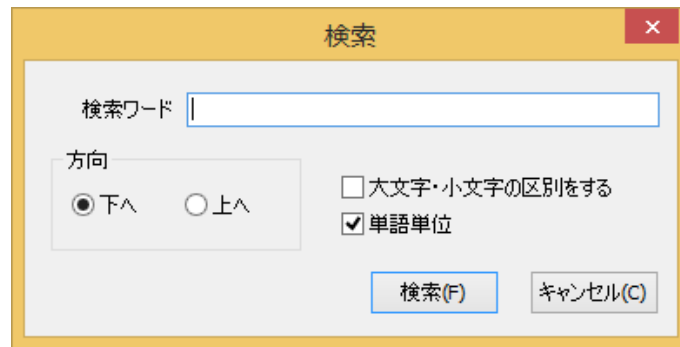 検索
検索ワード
方向
下へ 上へ
大文字・小文字の区別をする
単語単位
検索(F) キャンセル(C)